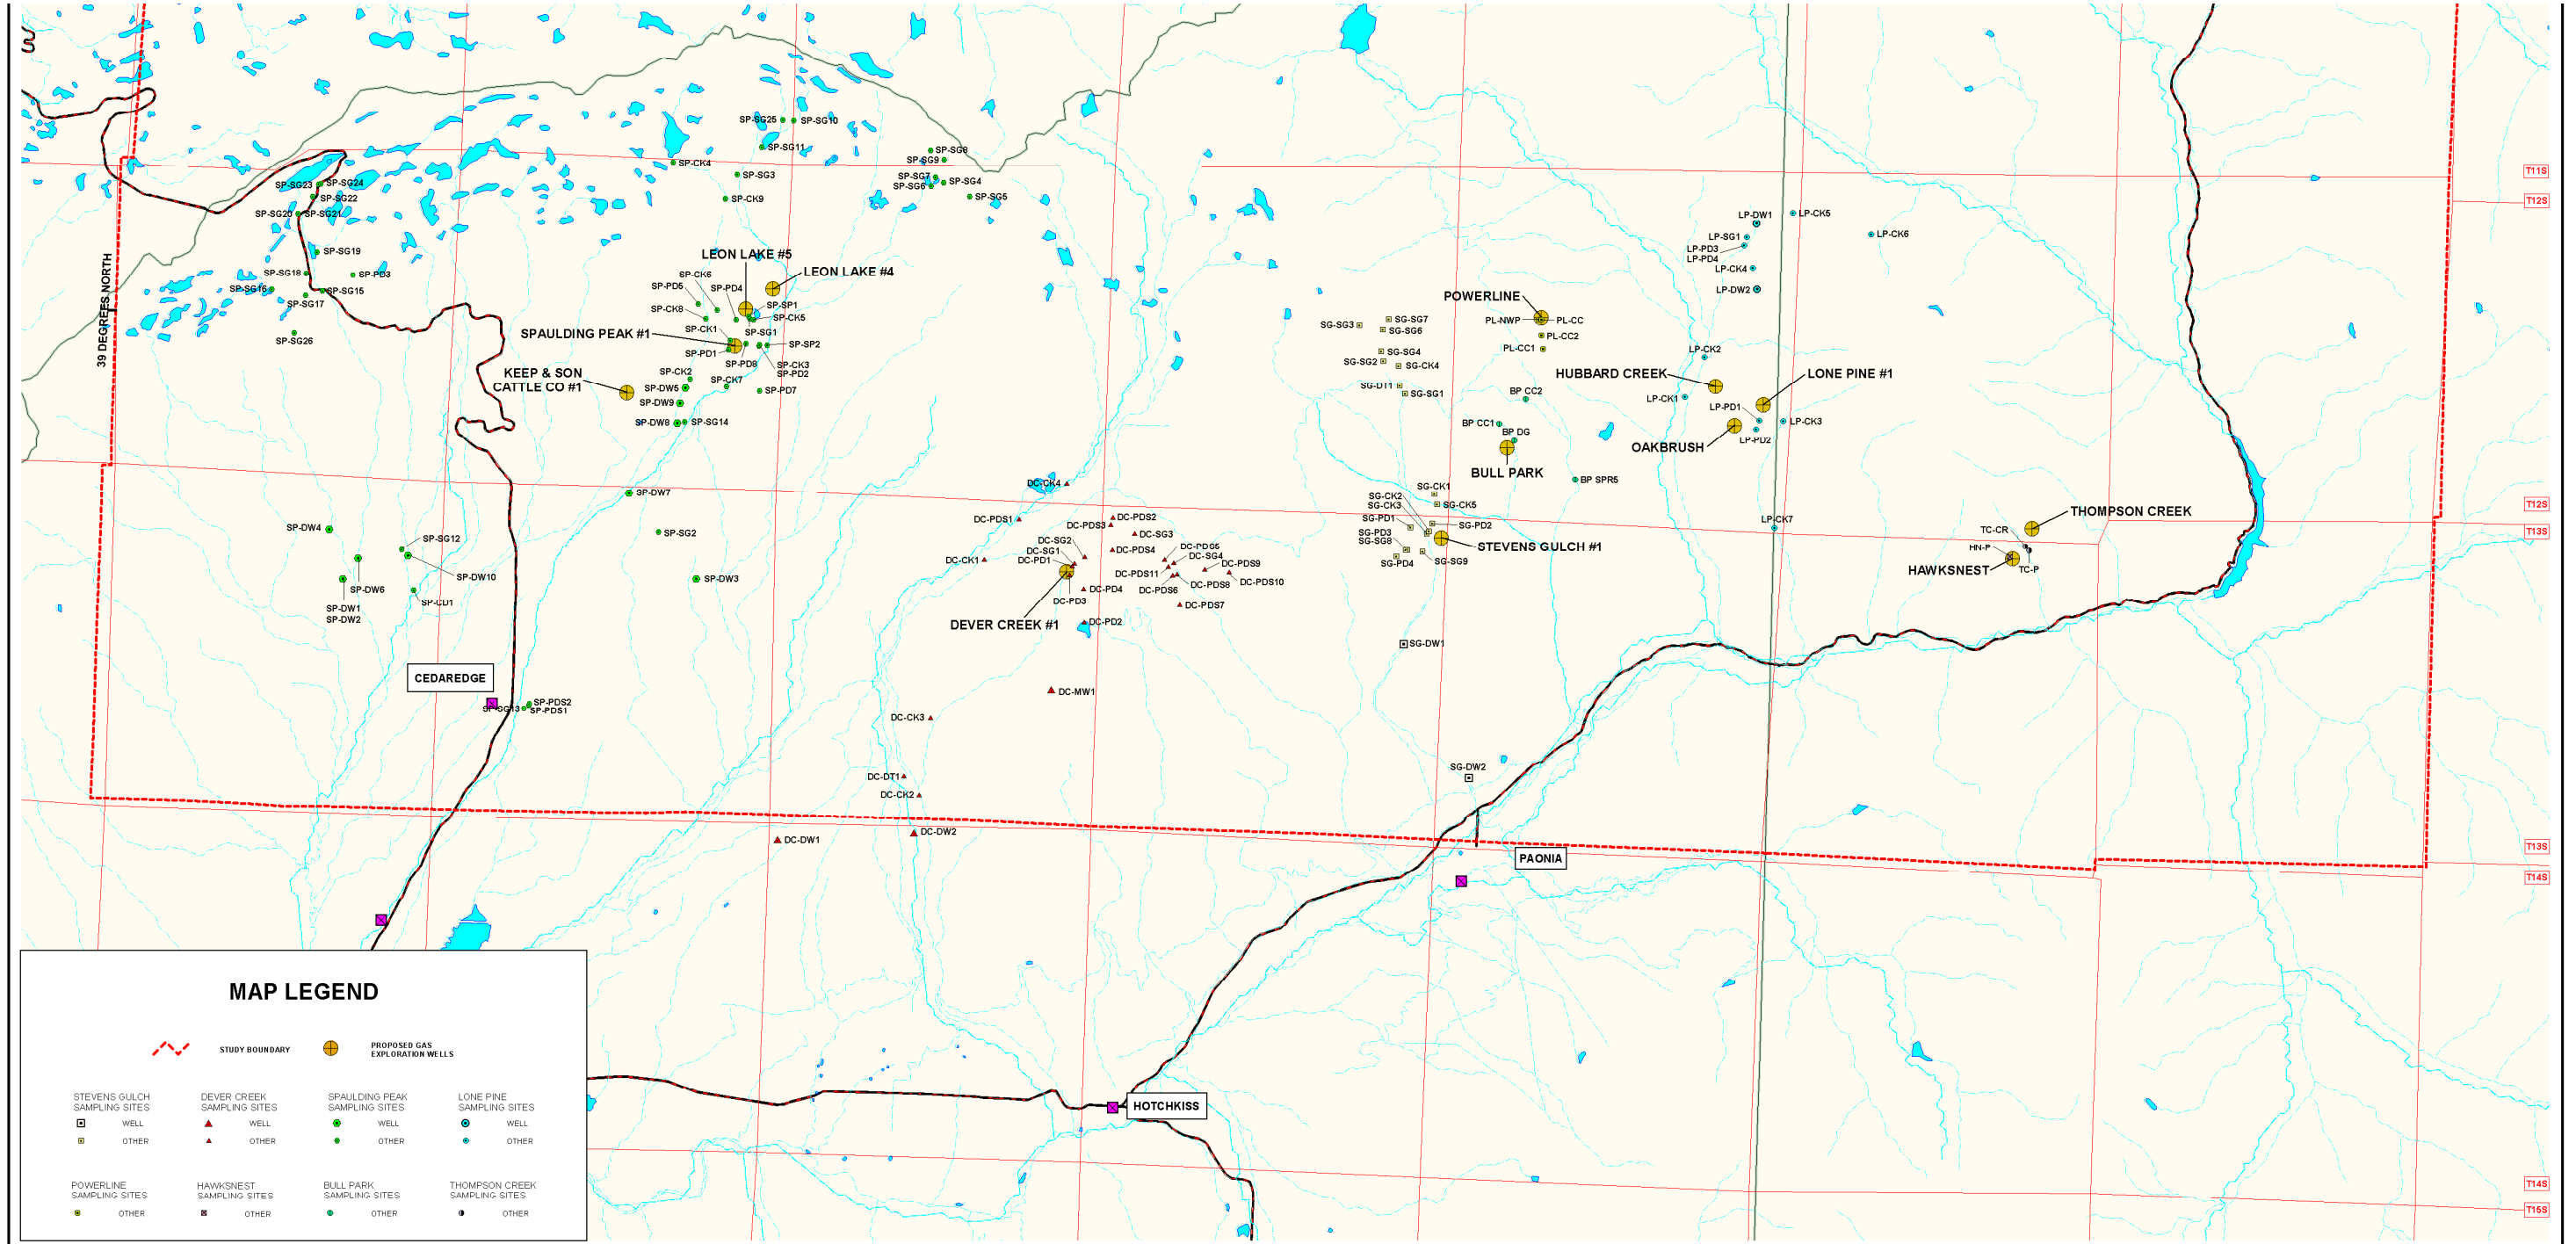 SP-SG25
SP-SG10
SP-SG11
SP-SG8
SP-SG9
SP-CK4
SP-SG3
SP-SG7
SP-SG6
SP-SG4
SP-SG5
SP-CK9
SP-SG23
SP-SG24
SP-SG22
SP-SG20
SP-SG21
SP-SG19
SP-SG18
SP-PD3
SP-SG16
SP-SG15
SP-SG17
SP-SG26
39 DEGREES NORTH
T11S
T12S
LEON LAKE #5
LEON LAKE #4
SP-CK6
SP-PD5
SP-PD4
SP-SP1
SP-CK8
SP-CK5
SP-CK1
SP-SG1
SPAULDING PEAK #1
SP-SP2
SP-PD1
SP-PD8
SP-CK3
SP-PD2
KEEP & SON
CATTLE CO #1
SP-CK2
SP-CK7
SP-DW5
SP-PD7
SP-DW9
SP-DW8
SP-SG14
LP-DW1
LP-CK5
LP-SG1
LP-CK6
LP-PD3
LP-PD4
LP-CK4
LP-DW2
POWERLINE
PL-NWP
PL-CC
PL-CC2
PL-CC1
SG-SG7
SG-SG3
SG-SG6
SG-SG4
SG-SG2
SG-CK4
SG-DT1
SG-SG1
LP-CK2
HUBBARD CREEK
LONE PINE #1
LP-CK1
LP-PD1
LP-CK3
LP-PD2
OAKBRUSH
BP CC2
BP CC1
BP DG
BULL PARK
BP SPR5
SP-DW7
SP-SG2
SP-DW4
SP-SG12
SP-DW10
SP-DW6
SP-DW3
SP-CD1
SP-DW1
SP-DW2
DC-CK4
DC-PDS1
DC-PDS2
DC-PDS3
DC-SG3
DC-SG2
DC-SG1
DC-PDS4
DC-PDS5
DC-CK1
DC-PD1
DC-SG4
DC-PDS9
DC-PDS11
DC-PDS8
DC-PDS10
DC-PD4
DC-PDS6
DC-PD3
DC-PDS7
DEVER CREEK #1
DC-PD2
SG-CK1
SG-CK2
SG-CK3
SG-CK5
SG-PD1
SG-PD2
SG-PD3
SG-SG8
STEVENS GULCH #1
SG-PD4
SG-SG9
LP-CK7
THOMPSON CREEK
TC-CR
HN-P
HAWKSNEST
TC-P
T12S
T13S
SG-DW1
CEDAREDGE
SP-PDS2
SP-SG13
SP-PDS1
DC-MW1
DC-CK3
DC-DT1
DC-CK2
DC-DW2
DC-DW1
SG-DW2
PAONIA
T13S
T14S
HOTCHKISS
T14S
T15S
MAP LEGEND
STUDY BOUNDARY
PROPOSED GAS
EXPLORATION WELLS
STEVENS GULCH
SAMPLING SITES
WELL
OTHER
DEVER CREEK
SAMPLING SITES
WELL
OTHER
SPAULDING PEAK
SAMPLING SITES
WELL
OTHER
LONE PINE
SAMPLING SITES
WELL
OTHER
POWERLINE
SAMPLING SITES
OTHER
HAWKSNEST
SAMPLING SITES
OTHER
BULL PARK
SAMPLING SITES
OTHER
THOMPSON CREEK
SAMPLING SITES
OTHER